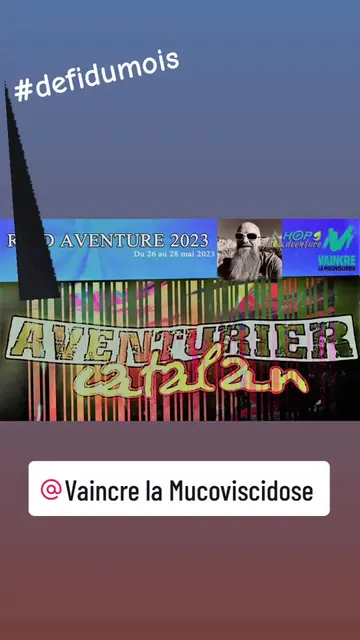 #defidumois
AVENTURE 2023
Du 26 au 28 mai 2023
HOP
aventure
VAINCRE
LA MUCOVISCIDOSE
AVENTURIER
catalan
@Vaincre la Mucoviscidose